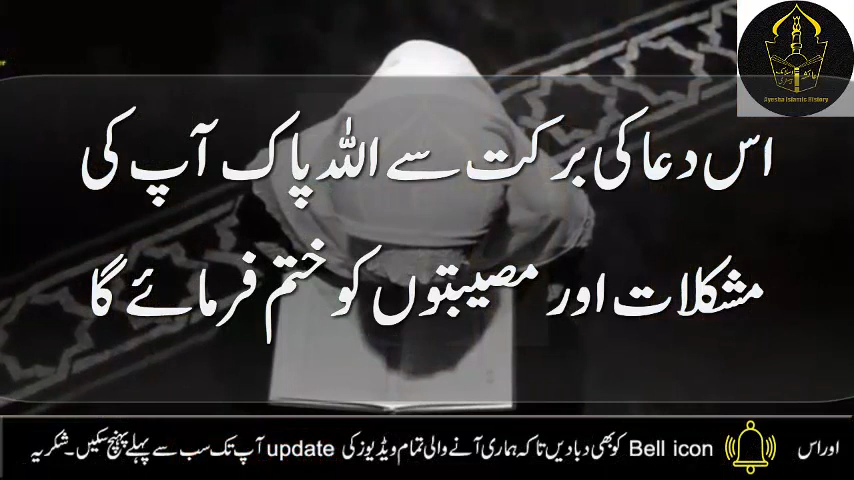 Ayesha Islamic History
اس دعا کی برکت سے اللہ پاک آپ کی
مشکلات اور مصیبتوں کو ختم فرمائے گا
اور اس Bell icon کو بھی دبا دیں تاکہ ہماری آنے والی تمام ویڈیوز کی update آپ تک سب سے پہلے پہنچ سکیں۔ شکریہ